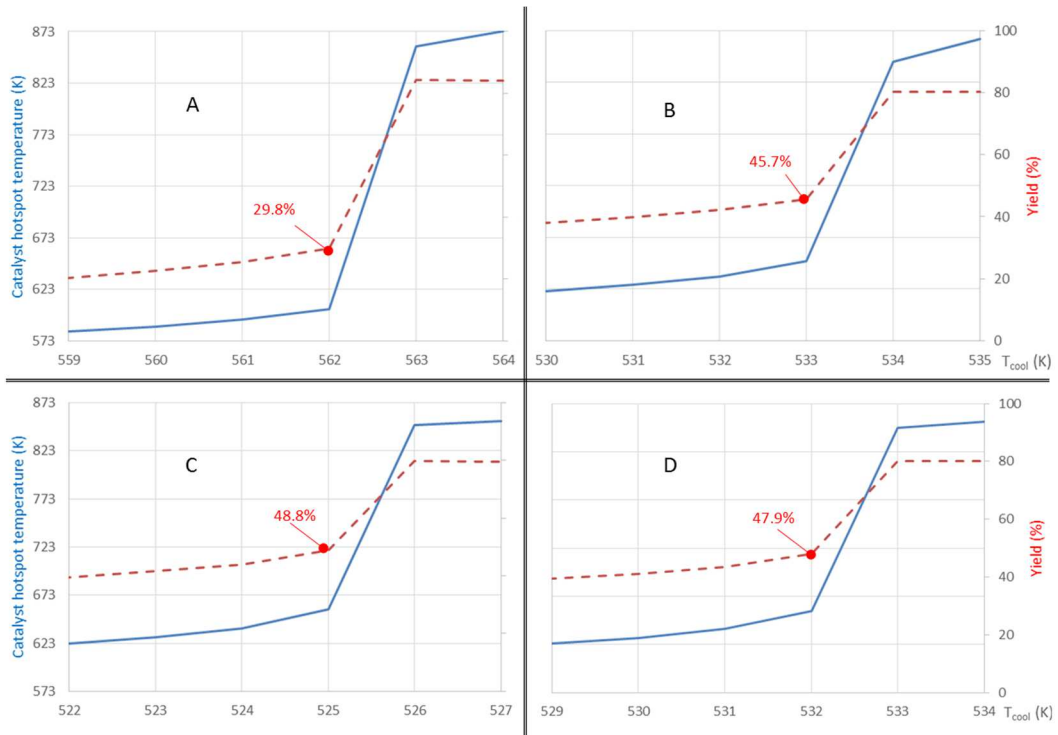 873
823
773
723
673
623
573
Catalyst hotspot temperature (K)
A
29.8%
559 560 561 562 563 564
100
80
60
40
20
0
Yield (%)
B
45.7%
530 531 532 533 534 535
T_cool (K)
873
823
773
723
673
623
573
Catalyst hotspot temperature (K)
C
48.8%
522 523 524 525 526 527
100
80
60
40
20
0
Yield (%)
D
47.9%
529 530 531 532 533 534
T_cool (K)